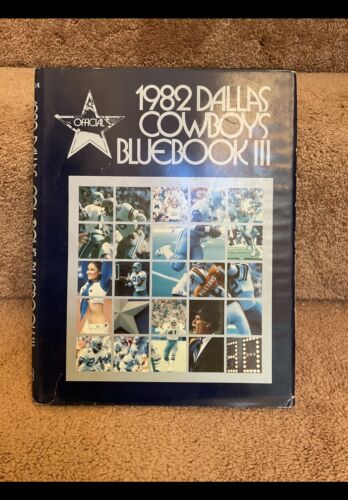 OFFICIAL
1982 DALLAS
COWBOYS
BLUEBOOK III